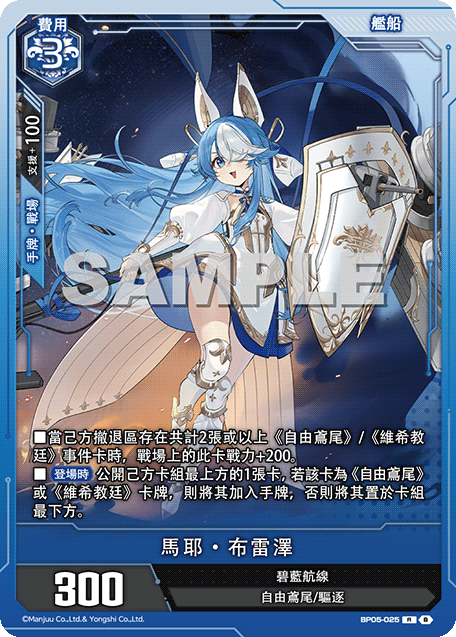 費用
3
艦船
支援+100
手牌・戰場
SAMPLE
■當己方撤退區存在共計2張或以上《自由鳶尾》/《維希教
廷》事件卡時，戰場上的此卡戰力+200。
■登場時 公開己方卡組最上方的1張卡，若該卡為《自由鳶尾》
或《維希教廷》卡牌，則將其加入手牌，否則將其置於卡組
最下方。
馬耶・布雷澤
300
碧藍航線
自由鳶尾/驅逐
©Manjuu Co.,Ltd.& Yongshi Co.,Ltd.
BP05-025 R B